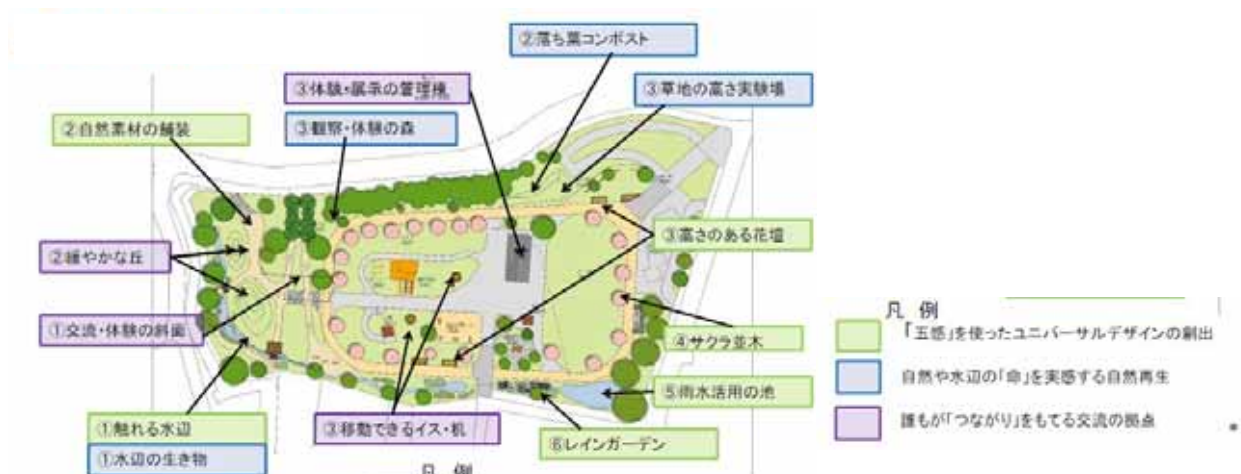 ②落ち葉コンポスト
③体験・展示の管理棟
③草地の高さ実験場
②自然素材の舗装
③観察・体験の森
②緩やかな丘
③高さのある花壇
①交流・体験の斜面
④サクラ並木
⑤雨水活用の池
①触れる水辺
③移動できるイス・机
⑥レインガーデン
①水辺の生き物
凡 例
凡 例
「五感」を使ったユニバーサルデザインの創出
自然や水辺の「命」を実感する自然再生
誰もが「つながり」をもてる交流の拠点